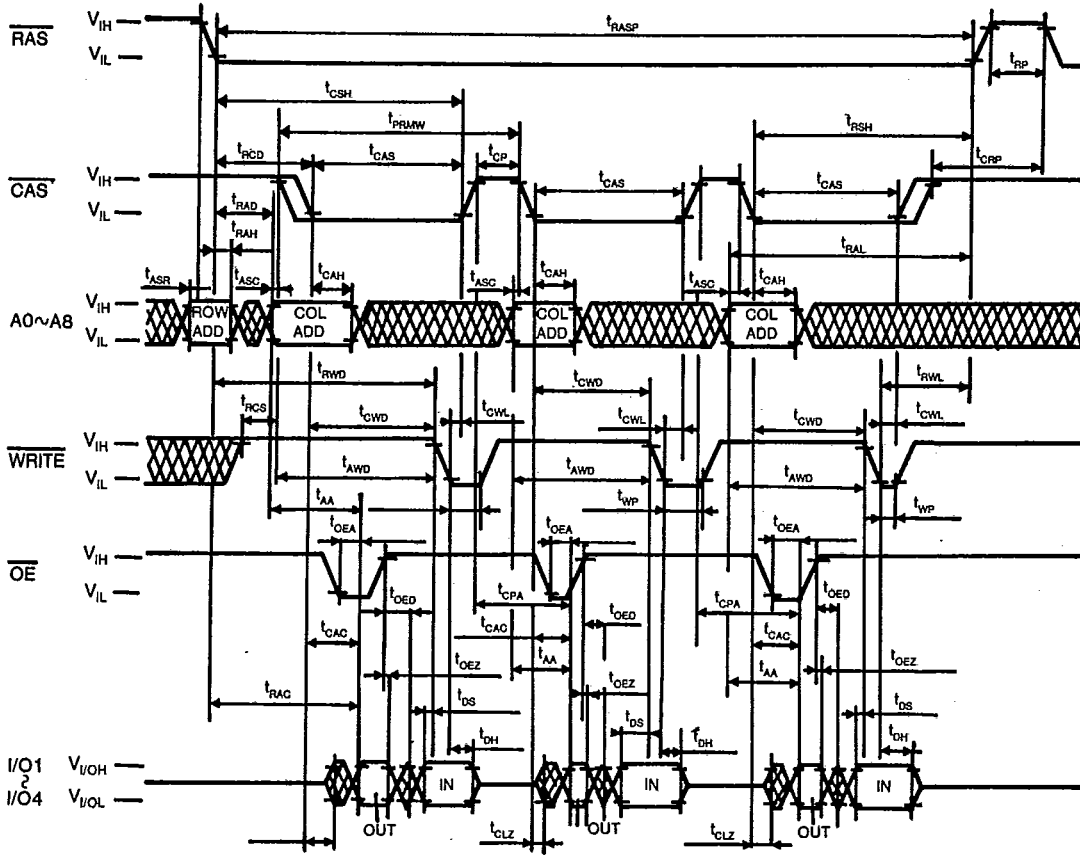 RAS
VIH
VIL
tRASP
tRP
tCSH
tPRMW
tRSH
tRCD
tCAS
tCP
tCRP
CAS
VIH
VIL
tCAS
tCAS
tRAD
tRAH
tRAL
tASR
tASC
tCAH
tASC
tCAH
tASC
tCAH
A0~A8
VIH
VIL
ROW ADD
COL ADD
COL ADD
COL ADD
tRWD
tCWD
tRWL
tRCS
tCWD
tCWL
tCWL
tCWD
tCWL
WRITE
VIH
VIL
tAWD
tAWD
tAWD
tAA
tWP
tWP
tOEA
tOEA
tOEA
OE
VIH
VIL
tOED
tCPA
tOED
tCPA
tOED
tCAC
tCAC
tCAC
tOEZ
tAA
tOEZ
tAA
tOEZ
tRAC
tDS
tDS
tDS
tDH
tDH
tDH
I/O1
~
I/O4
VI/OH
VI/OL
IN
IN
IN
OUT
OUT
OUT
tCLZ
tCLZ